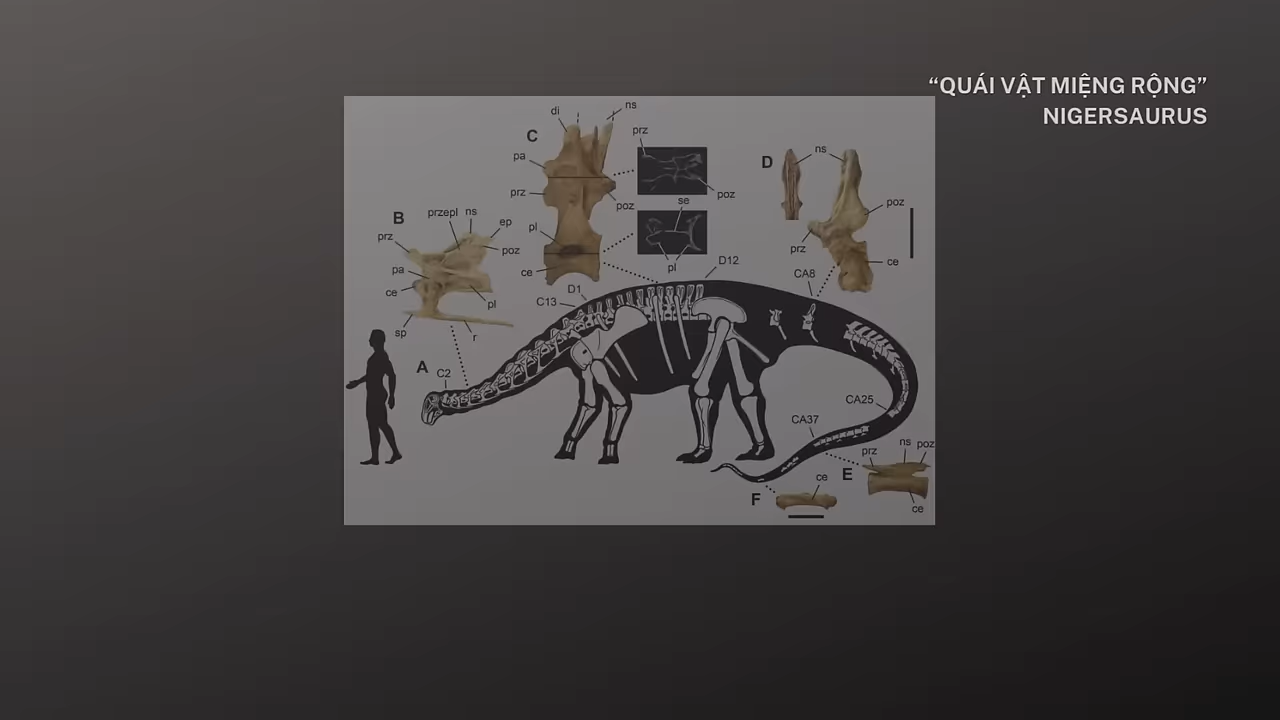 “QUÁI VẬT MIỆNG RỘNG”
NIGERSAURUS
di
ns
C
prz
pa
prz
poz
poz
se
pl
ce
pl
D
ns
poz
prz
ce
B
przepl
ns
ep
prz
poz
pa
ce
pl
sp
r
D12
CA8
D1
C13
A
C2
CA25
CA37
prz
ns
poz
E
ce
F
ce